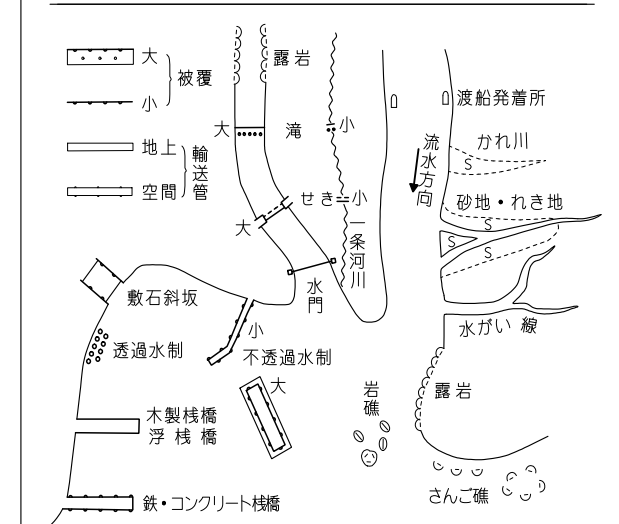 大
被覆
小
地上
輸送管
空間
露岩
大
滝
小
せき
小
大
一条河川
水門
渡船発着所
流水方向
かれ川
S
砂地・れき地
S
S
S
水がい線
敷石斜坂
透過水制
小
不透過水制
大
木製桟橋
浮桟橋
鉄・コンクリート桟橋
岩礁
露岩
さんご礁